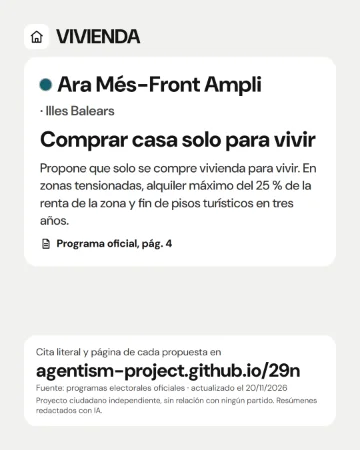 VIVIENDA
Ara Més-Front Ampli
· Illes Balears
Comprar casa solo para vivir
Propone que solo se compre vivienda para vivir. En
zonas tensionadas, alquiler máximo del 25 % de la
renta de la zona y fin de pisos turísticos en tres
años.
Programa oficial, pág. 4
Cita literal y página de cada propuesta en
agentism-project.github.io/29n
Fuente: programas electorales oficiales · actualizado el 20/11/2026
Proyecto ciudadano independiente, sin relación con ningún partido. Resúmenes
redactados con IA.